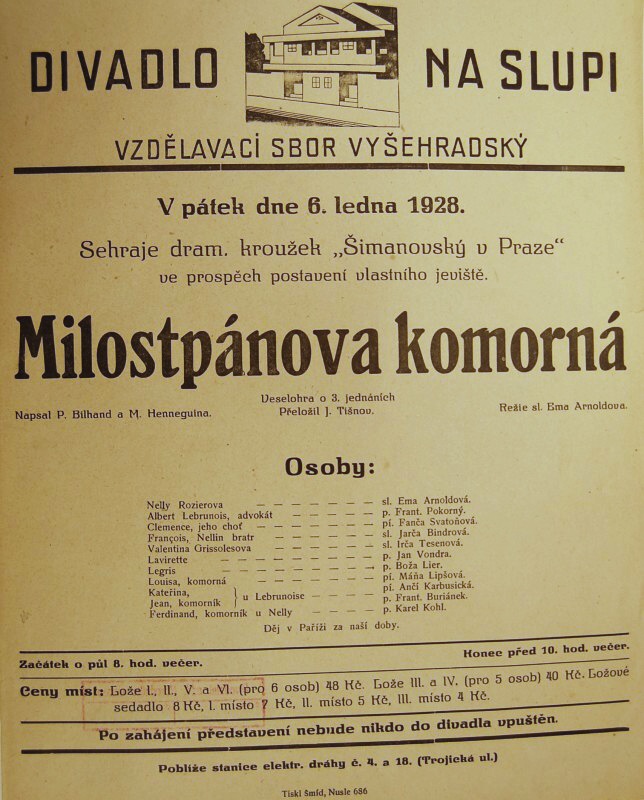 DIVADLO NA SLUPI
VZDĚLAVACÍ SBOR VYŠEHRADSKÝ
V pátek dne 6. ledna 1928.
Sehraje dram. kroužek „Šimanovský v Praze“
ve prospěch postavení vlastního jeviště.
Milostpánova komorná
Veselohra o 3. jednáních
Napsal P. Bilhand a M. Henneguina. Přeložil J. Tišnov. Režie sl. Ema Arnoldova.
Osoby:
Nelly Rozierova — — — — — — sl. Ema Arnoldová.
Albert Lebrunois, advokát — — — — — p. Frant. Pokorný.
Clemence, jeho choť — — — — — — pí. Fanča Svatoňová.
François, Nellin bratr — — — — — sl. Jarča Bindrová.
Valentina Grissolesova — — — — — sl. Irča Tesenová.
Lavirette — — — — — — — — p. Jan Vondra.
Legris — — — — — — — — p. Boža Lier.
Louisa, komorná — — — — — — pí. Máňa Lipšová.
Kateřina, } u Lebrunoise — — — — pí. Anči Karbusická.
Jean, komorník } p. Frant. Buriánek.
Ferdinand, komorník u Nelly — — — — p. Karel Kohl.
Děj v Paříži za naší doby.
Začátek o půl 8. hod. večer. Konec před 10. hod. večer.
Ceny míst: Lože I., II., V. a VI. (pro 6 osob) 48 Kč. Lože III. a IV. (pro 5 osob) 40 Kč. Ložové
sedadlo 8 Kč, I. místo 7 Kč, II. místo 5 Kč, III. místo 4 Kč.
Po zahájení představení nebude nikdo do divadla vpuštěn.
Poblíže stanice elektr. dráhy č. 4. a 18. (Trojická ul.)
Tiskl Šmíd, Nusle 686